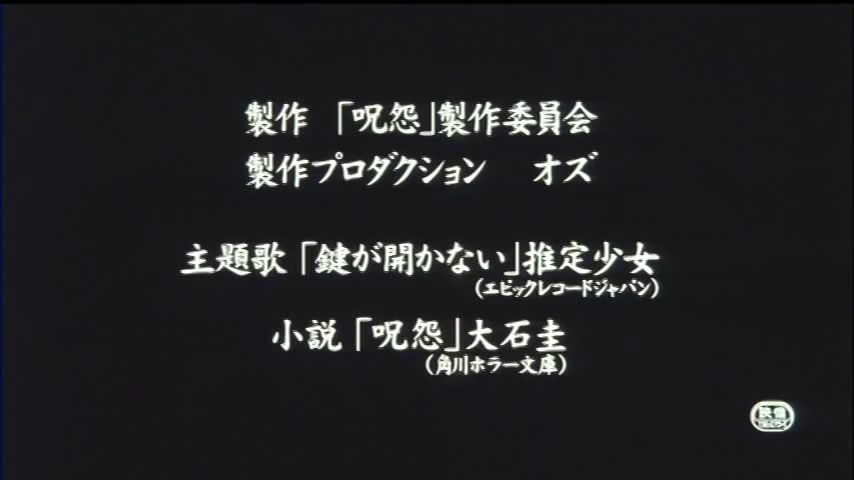 製作 「呪怨」製作委員会
製作プロダクション オズ
主題歌「鍵が開かない」推定少女
(エピックレコードジャパン)
小説「呪怨」大石圭
(角川ホラー文庫)
映倫